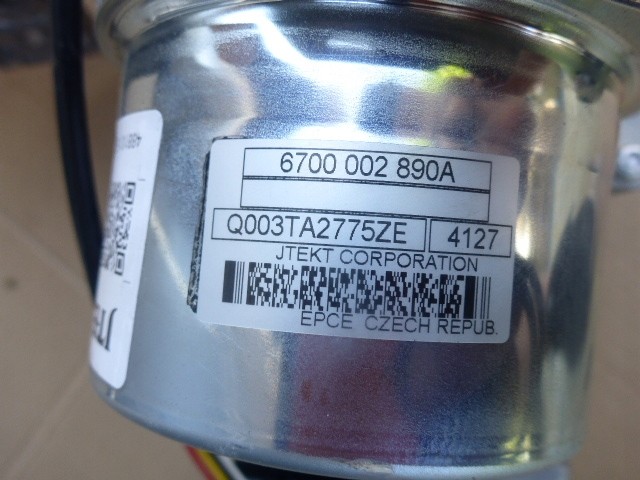 6700 002 890A
Q003TA2775ZE 4127
JTEKT CORPORATION
EPCE CZECH REPUB.